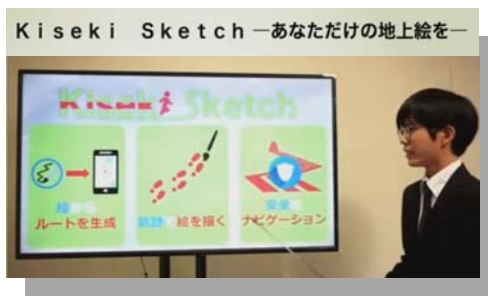 Kiseki Sketch ―あなただけの地上絵を―
Kiseki Sketch
絵から
ルートを生成
軌跡で絵を描く
安全な
ナビゲーション